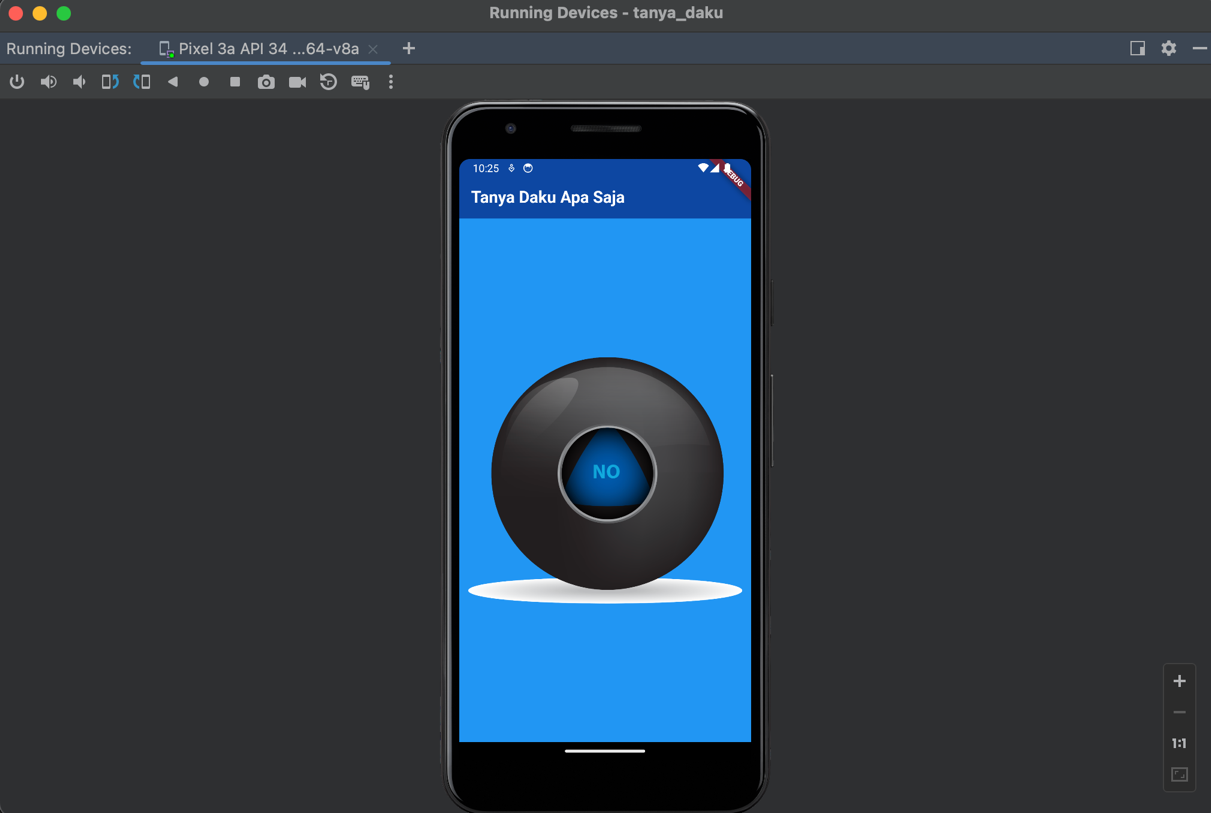 Running Devices - tanya_daku
Running Devices: Pixel 3a API 34 ...64-v8a
10:25
DEBUG
Tanya Daku Apa Saja
NO
1:1